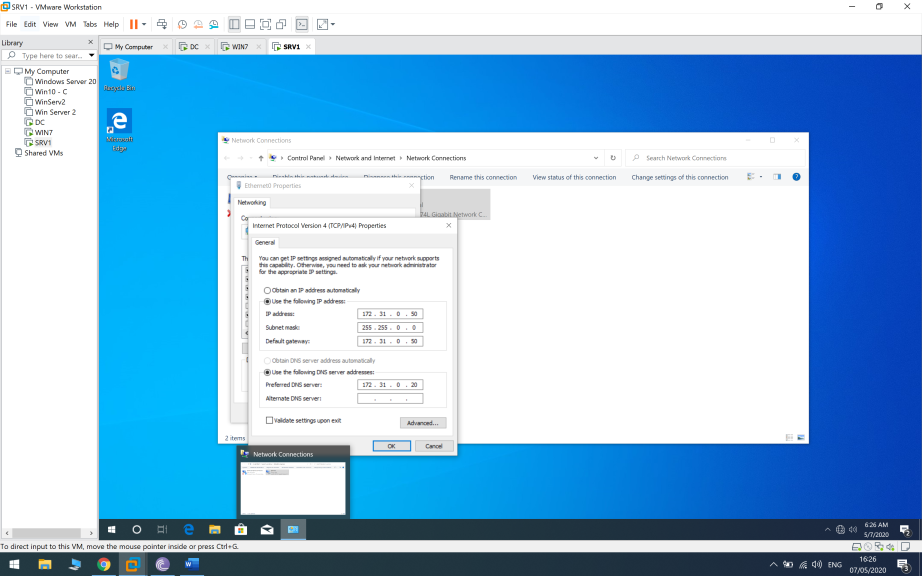 SRV1 - VMware Workstation
File Edit View VM Tabs Help
Library
Type here to sear...
My Computer
Windows Server 20
Win10 - C
WinServ2
Win Server 2
DC
WIN7
SRV1
Shared VMs
My Computer DC WIN7 SRV1
Recycle Bin
Microsoft
Edge
Network Connections
Control Panel Network and Internet Network Connections
Search Network Connections
Organize Disable this network device Diagnose this connection Rename this connection View status of this connection Change settings of this connection
74L Gigabit Network C...
2 items
Ethernet0 Properties
Networking
Internet Protocol Version 4 (TCP/IPv4) Properties
General
You can get IP settings assigned automatically if your network supports
this capability. Otherwise, you need to ask your network administrator
for the appropriate IP settings.
Obtain an IP address automatically
Use the following IP address:
IP address: 172 . 31 . 0 . 50
Subnet mask: 255 . 255 . 0 . 0
Default gateway: 172 . 31 . 0 . 50
Obtain DNS server address automatically
Use the following DNS server addresses:
Preferred DNS server: 172 . 31 . 0 . 20
Alternate DNS server: . . .
Validate settings upon exit
Advanced...
OK Cancel
Network Connections
6:26 AM
5/7/2020
2
To direct input to this VM, move the mouse pointer inside or press Ctrl+G.
ENG
16:26
07/05/2020
3